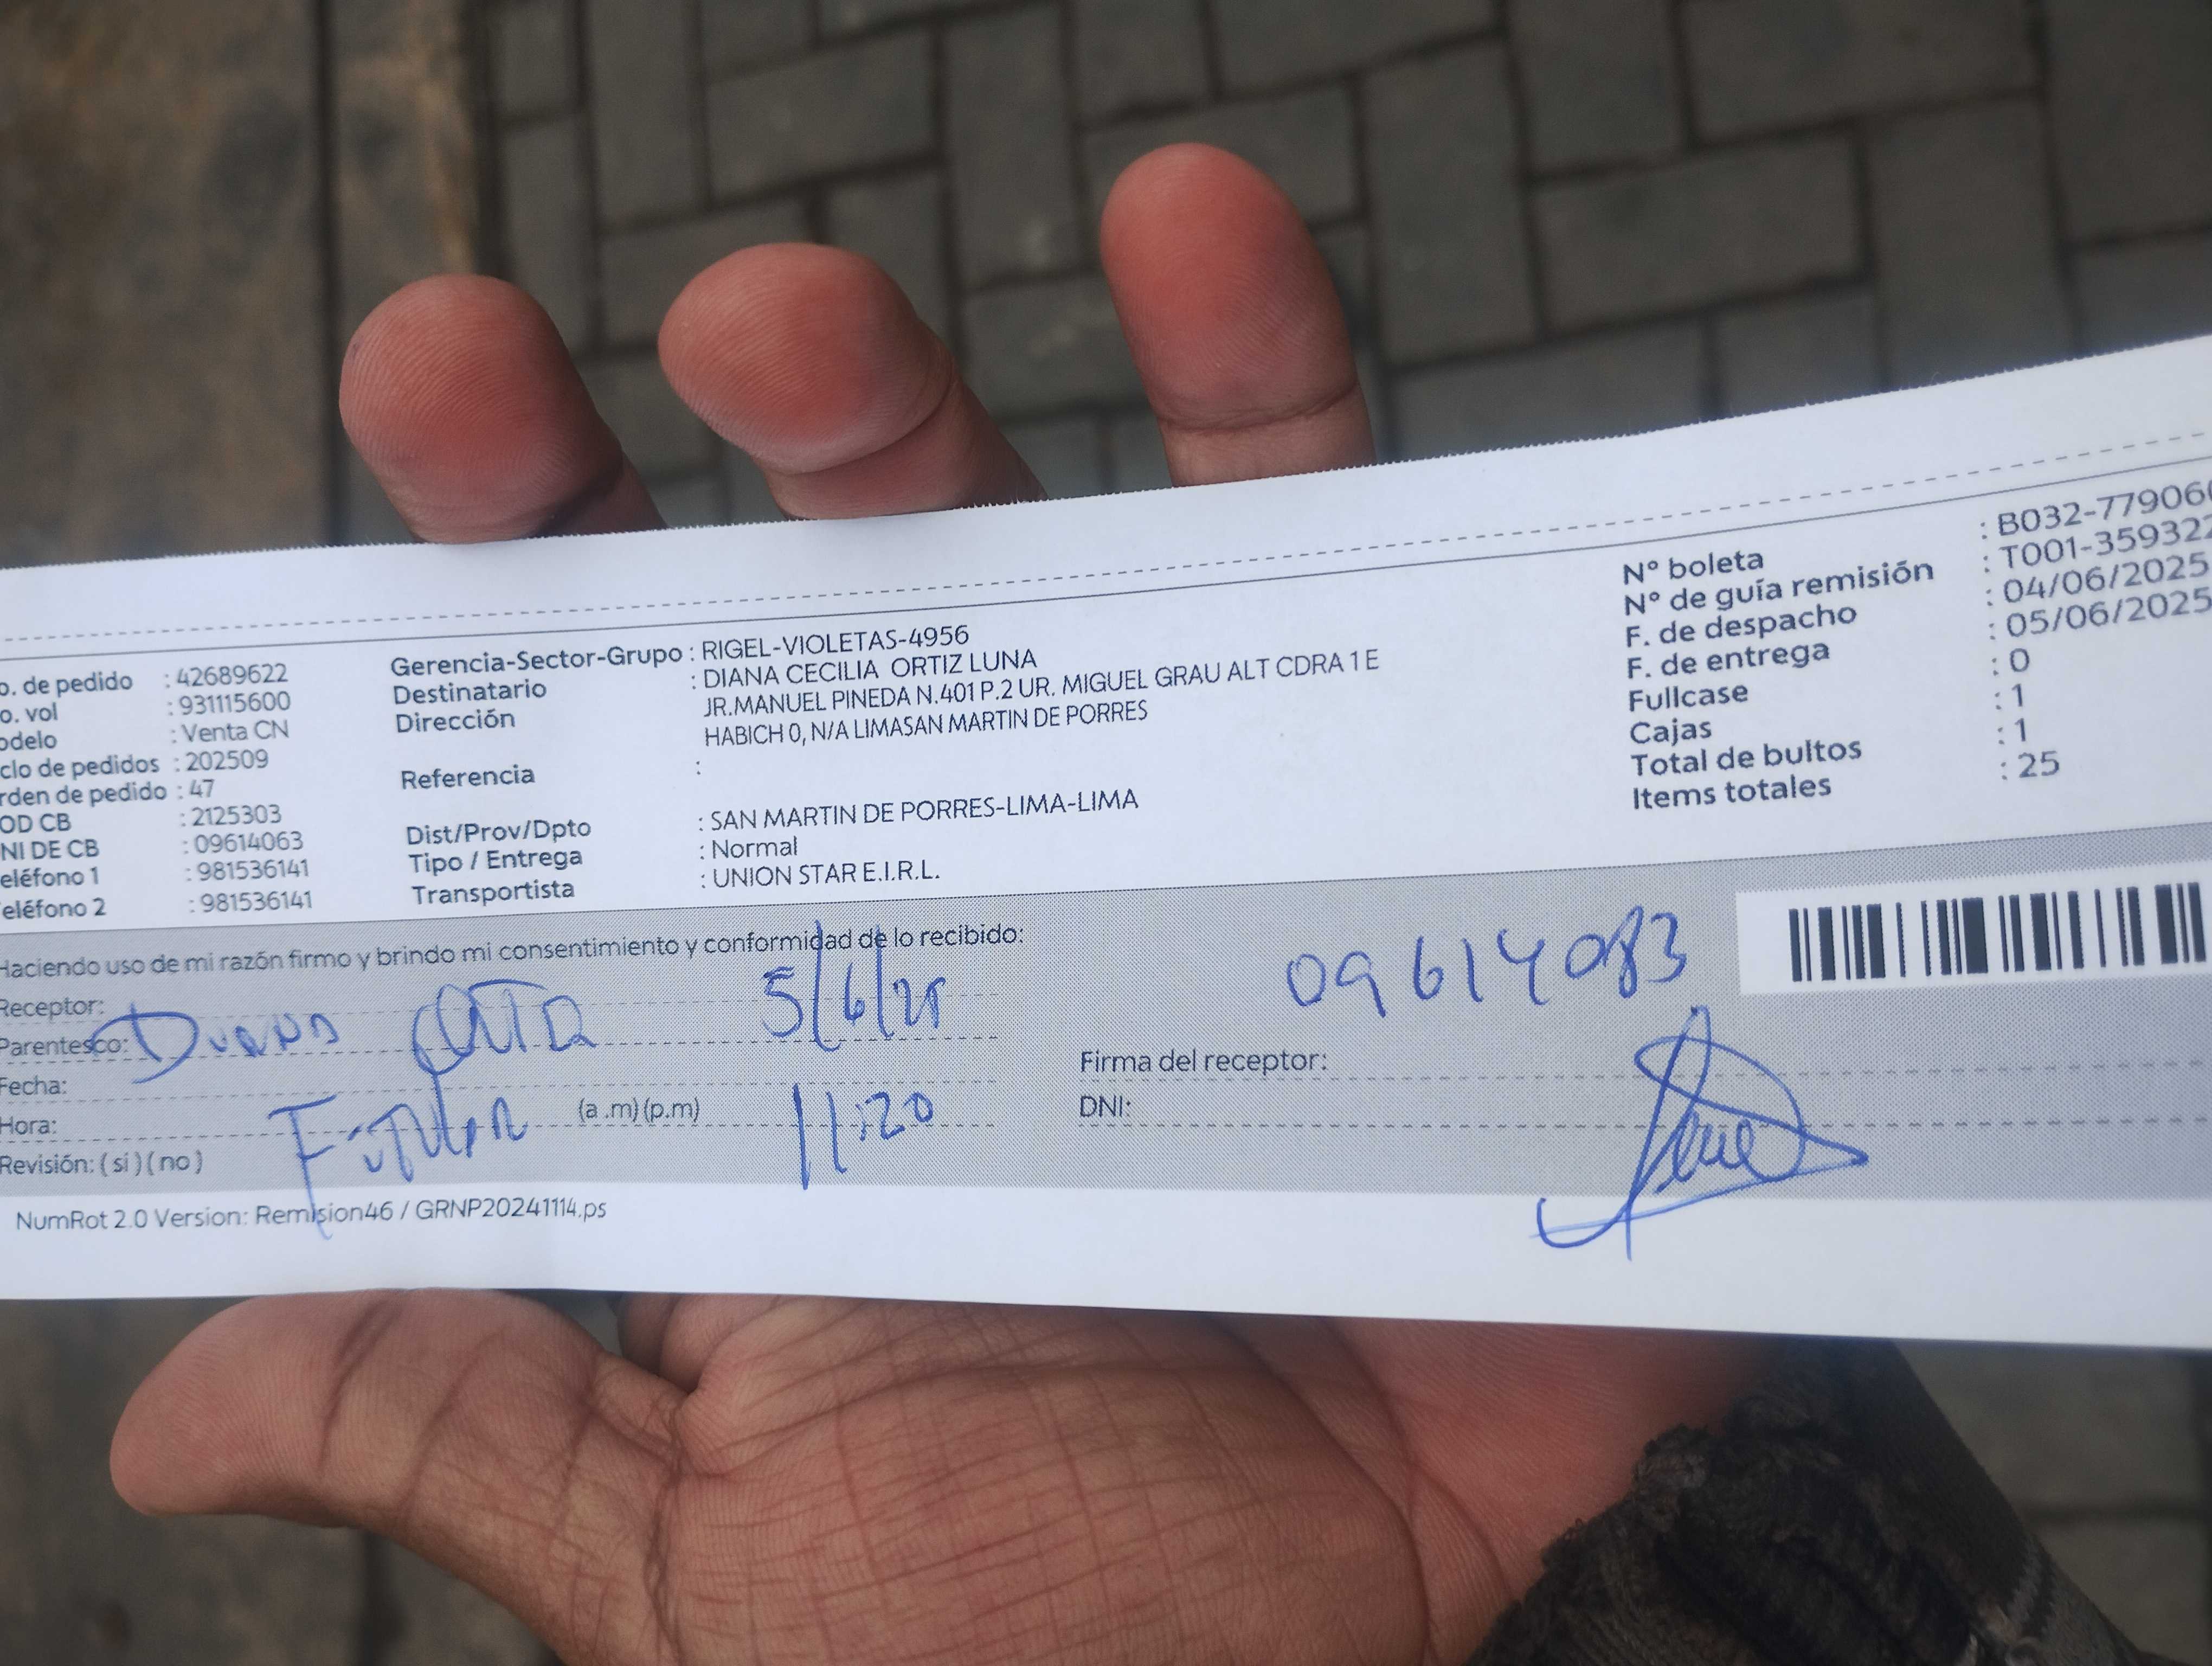 o. de pedido : 42689622
o. vol : 931115600
odelo : Venta CN
clo de pedidos : 202509
rden de pedido : 47
OD CB : 2125303
NI DE CB : 09614063
eléfono 1 : 981536141
eléfono 2 : 981536141
Gerencia-Sector-Grupo : RIGEL-VIOLETAS-4956
Destinatario : DIANA CECILIA ORTIZ LUNA
Dirección JR.MANUEL PINEDA N.401 P.2 UR. MIGUEL GRAU ALT CDRA 1 E
HABICH 0, N/A LIMASAN MARTIN DE PORRES
Referencia :
Dist/Prov/Dpto : SAN MARTIN DE PORRES-LIMA-LIMA
Tipo / Entrega : Normal
Transportista : UNION STAR E.I.R.L.
N° boleta : B032-77906
N° de guía remisión : T001-359322
F. de despacho : 04/06/2025
F. de entrega : 05/06/2025
Fullcase : 0
Cajas : 1
Total de bultos : 1
Items totales : 25
Haciendo uso de mi razón firmo y brindo mi consentimiento y conformidad de lo recibido:
Receptor:
Parentesco: 5/6/25
Fecha:
Hora: (a .m) (p.m) 11:20
Revisión: ( si ) ( no )
09614083
Firma del receptor:
DNI:
NumRot 2.0 Version: Remision46 / GRNP20241114.ps